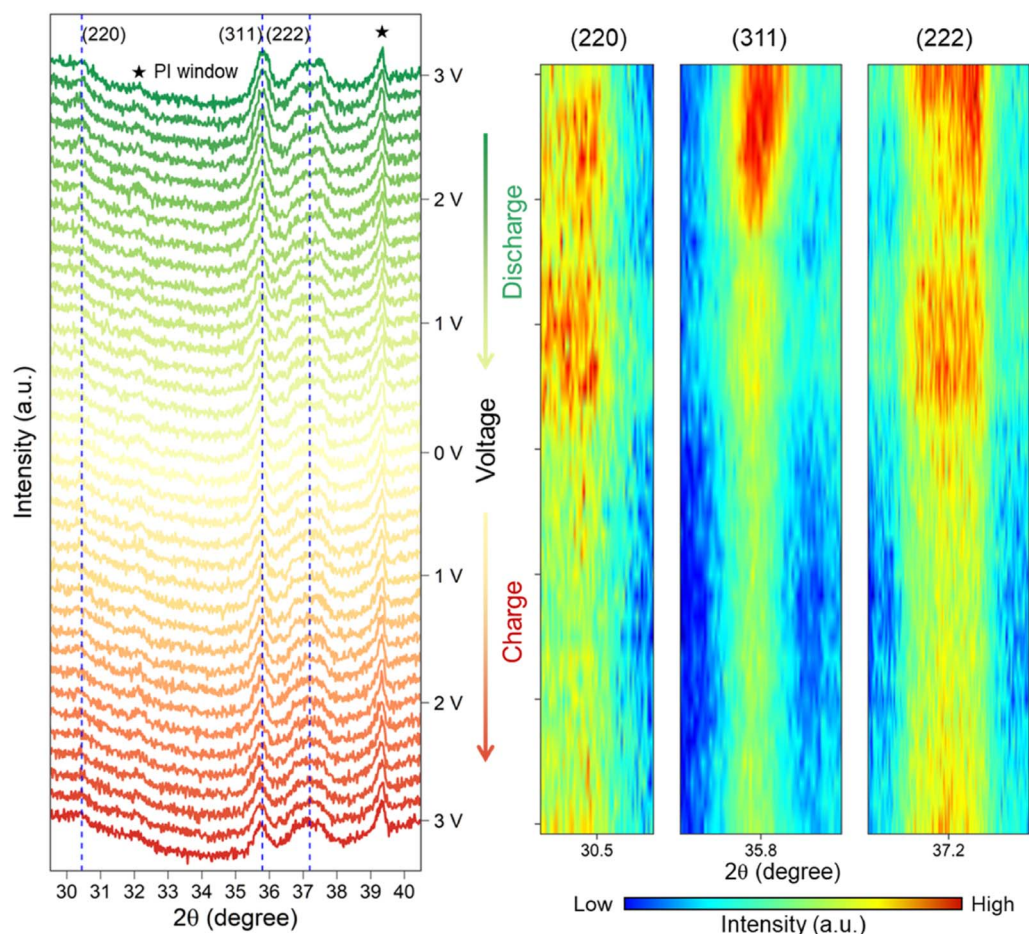 (220) (311) (222) ★
★ PI window
3 V
2 V
1 V
0 V
1 V
2 V
3 V
Intensity (a.u.)
30 31 32 33 34 35 36 37 38 39 40
2θ (degree)
Discharge
Voltage
Charge
(220) (311) (222)
30.5 35.8 37.2
2θ (degree)
Low High
Intensity (a.u.)